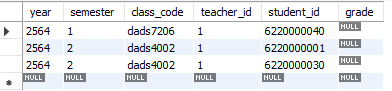 year semester class_code teacher_id student_id grade
2564 1 dads7206 1 6220000040 NULL
2564 2 dads4002 1 6220000001 NULL
2564 2 dads4002 1 6220000030 NULL
NULL NULL NULL NULL NULL NULL